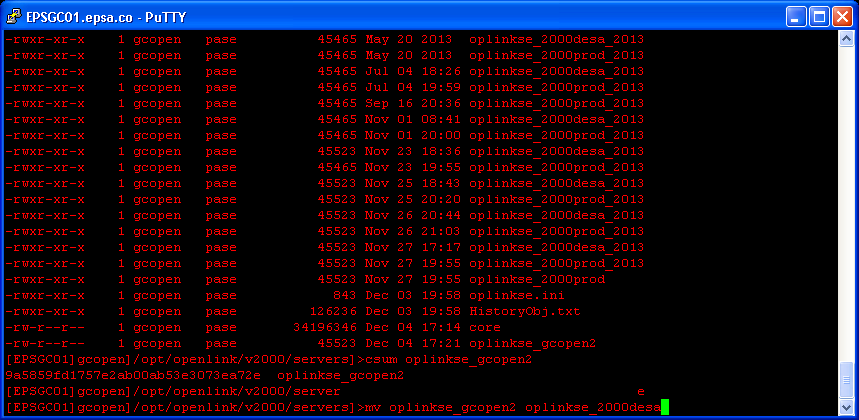 EPSGC01.epsa.co - PuTTY
-rwxr-xr-x 1 gcopen pase 45465 May 20 2013 oplinkse_2000desa_2013
-rwxr-xr-x 1 gcopen pase 45465 May 20 2013 oplinkse_2000prod_2013
-rwxr-xr-x 1 gcopen pase 45465 Jul 04 18:26 oplinkse_2000desa_2013
-rwxr-xr-x 1 gcopen pase 45465 Jul 04 19:59 oplinkse_2000prod_2013
-rwxr-xr-x 1 gcopen pase 45465 Sep 16 20:36 oplinkse_2000prod_2013
-rwxr-xr-x 1 gcopen pase 45465 Nov 01 08:41 oplinkse_2000desa_2013
-rwxr-xr-x 1 gcopen pase 45465 Nov 01 20:00 oplinkse_2000prod_2013
-rwxr-xr-x 1 gcopen pase 45523 Nov 23 18:36 oplinkse_2000desa_2013
-rwxr-xr-x 1 gcopen pase 45465 Nov 23 19:55 oplinkse_2000prod_2013
-rwxr-xr-x 1 gcopen pase 45523 Nov 25 18:43 oplinkse_2000desa_2013
-rwxr-xr-x 1 gcopen pase 45523 Nov 25 20:20 oplinkse_2000prod_2013
-rwxr-xr-x 1 gcopen pase 45523 Nov 26 20:44 oplinkse_2000desa_2013
-rwxr-xr-x 1 gcopen pase 45523 Nov 26 21:03 oplinkse_2000prod_2013
-rwxr-xr-x 1 gcopen pase 45523 Nov 27 17:17 oplinkse_2000desa_2013
-rwxr-xr-x 1 gcopen pase 45523 Nov 27 19:55 oplinkse_2000prod_2013
-rwxr-xr-x 1 gcopen pase 45523 Nov 27 19:55 oplinkse_2000prod
-rwxr-xr-x 1 gcopen pase 843 Dec 03 19:58 oplinkse.ini
-rwxr-xr-x 1 gcopen pase 126236 Dec 03 19:58 HistoryObj.txt
-rw-r--r-- 1 gcopen pase 34196346 Dec 04 17:14 core
-rw-r--r-- 1 gcopen pase 45523 Dec 04 17:21 oplinkse_gcopen2
[EPSGC01]gcopen]/opt/openlink/v2000/servers]>csum oplinkse_gcopen2
9a5859fd1757e2ab00ab53e3073ea72e oplinkse_gcopen2
[EPSGC01]gcopen]/opt/openlink/v2000/server e
[EPSGC01]gcopen]/opt/openlink/v2000/servers]>mv oplinkse_gcopen2 oplinkse_2000desa